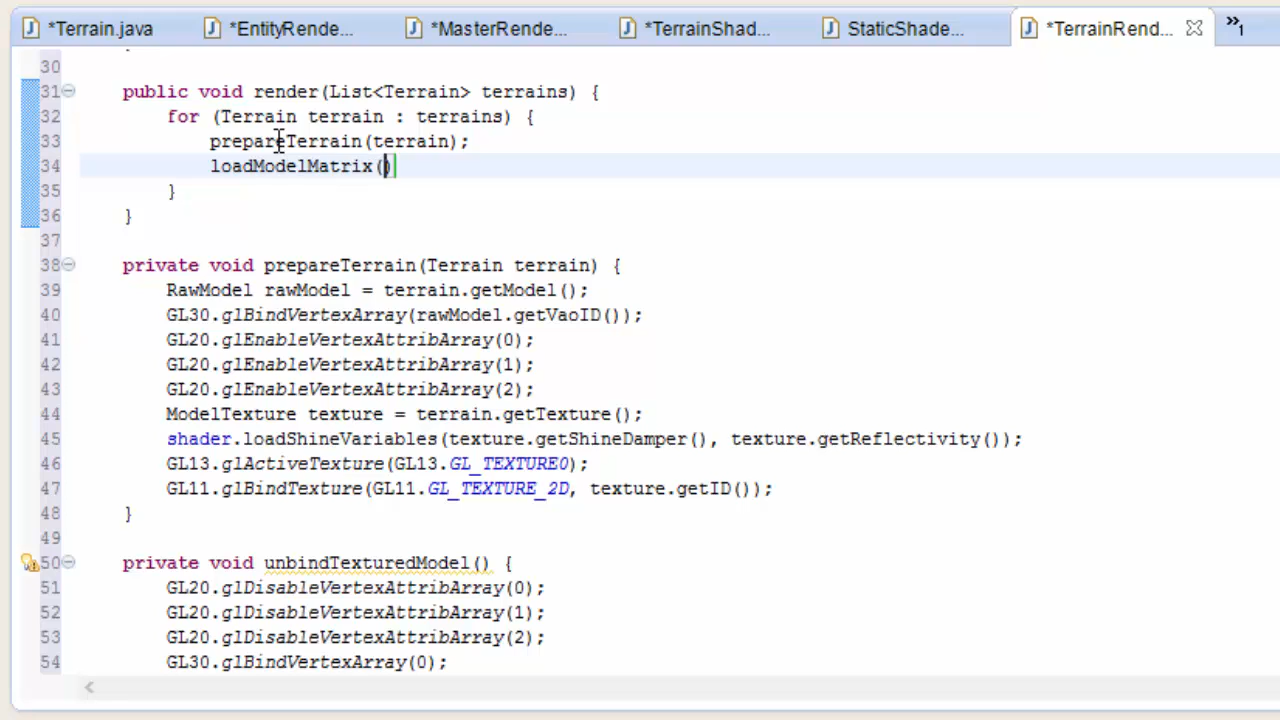 *Terrain.java *EntityRende... *MasterRende... *TerrainShad... StaticShade... *TerrainRend... »1
30
31 public void render(List<Terrain> terrains) {
32 for (Terrain terrain : terrains) {
33 prepareTerrain(terrain);
34 loadModelMatrix()
35 }
36 }
37
38 private void prepareTerrain(Terrain terrain) {
39 RawModel rawModel = terrain.getModel();
40 GL30.glBindVertexArray(rawModel.getVaoID());
41 GL20.glEnableVertexAttribArray(0);
42 GL20.glEnableVertexAttribArray(1);
43 GL20.glEnableVertexAttribArray(2);
44 ModelTexture texture = terrain.getTexture();
45 shader.loadShineVariables(texture.getShineDamper(), texture.getReflectivity());
46 GL13.glActiveTexture(GL13.GL_TEXTURE0);
47 GL11.glBindTexture(GL11.GL_TEXTURE_2D, texture.getID());
48 }
49
50 private void unbindTexturedModel() {
51 GL20.glDisableVertexAttribArray(0);
52 GL20.glDisableVertexAttribArray(1);
53 GL20.glDisableVertexAttribArray(2);
54 GL30.glBindVertexArray(0);